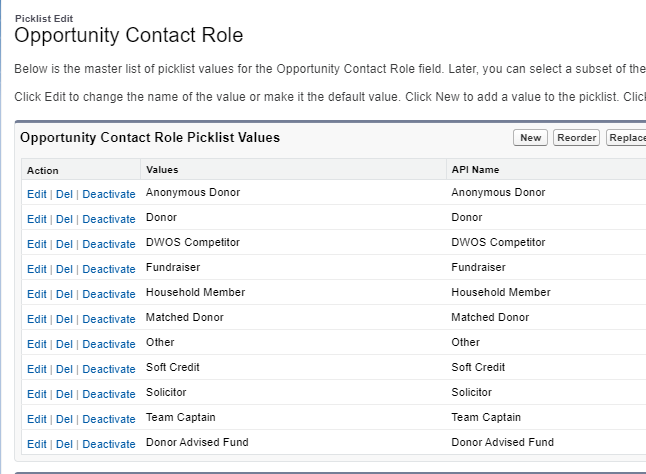 Picklist Edit
Opportunity Contact Role
Below is the master list of picklist values for the Opportunity Contact Role field. Later, you can select a subset of the
Click Edit to change the name of the value or make it the default value. Click New to add a value to the picklist.
Opportunity Contact Role Picklist Values New Reorder Replace
Action Values API Name
Edit | Del | Deactivate Anonymous Donor Anonymous Donor
Edit | Del | Deactivate Donor Donor
Edit | Del | Deactivate DWOS Competitor DWOS Competitor
Edit | Del | Deactivate Fundraiser Fundraiser
Edit | Del | Deactivate Household Member Household Member
Edit | Del | Deactivate Matched Donor Matched Donor
Edit | Del | Deactivate Other Other
Edit | Del | Deactivate Soft Credit Soft Credit
Edit | Del | Deactivate Solicitor Solicitor
Edit | Del | Deactivate Team Captain Team Captain
Edit | Del | Deactivate Donor Advised Fund Donor Advised Fund